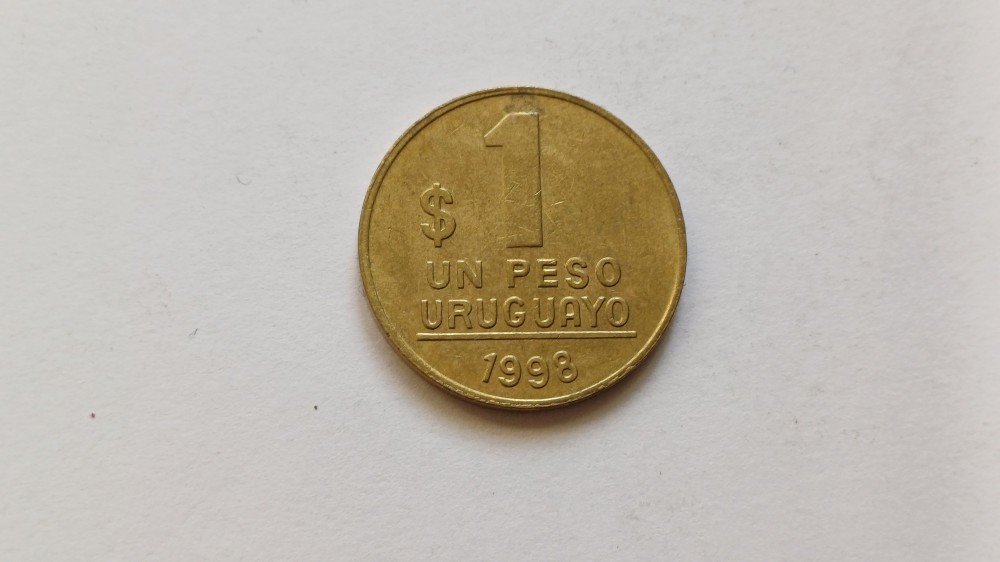 $ 1
UN PESO
URUGUAYO
1998